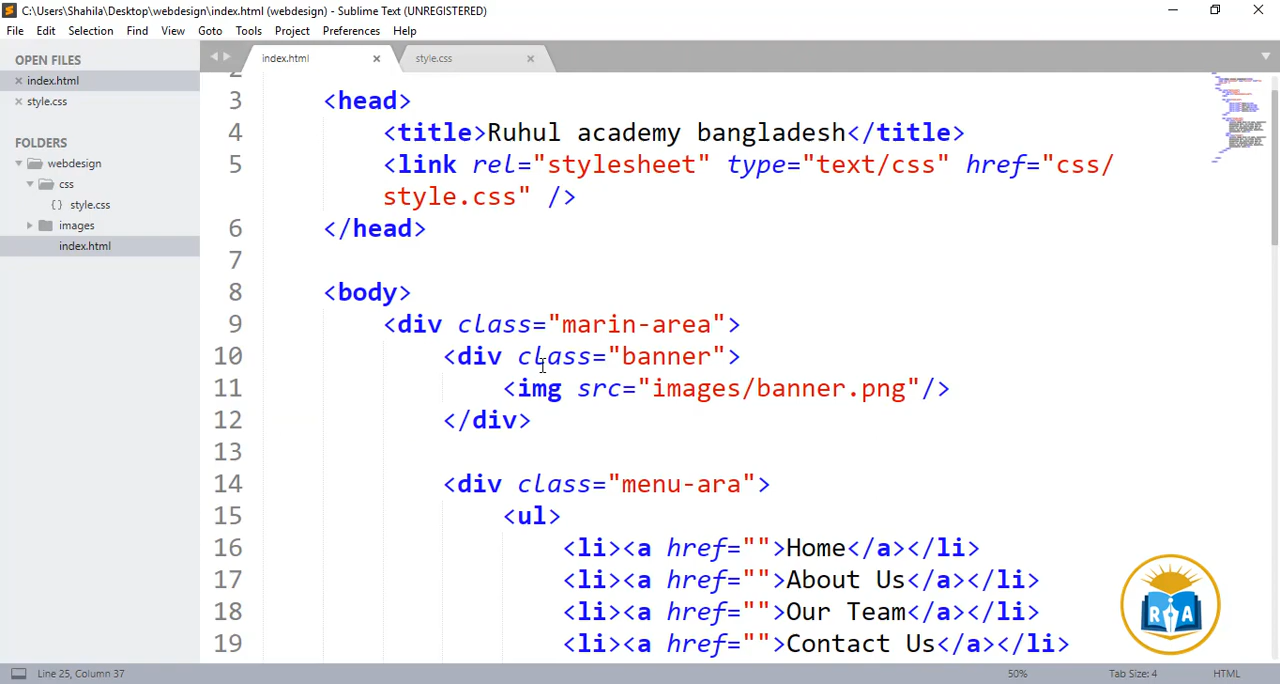 C:\Users\Shahila\Desktop\webdesign\index.html (webdesign) - Sublime Text (UNREGISTERED)
File Edit Selection Find View Goto Tools Project Preferences Help
OPEN FILES
index.html
style.css
FOLDERS
webdesign
css
{} style.css
images
index.html
index.html
style.css
2
3 <head>
4 <title>Ruhul academy bangladesh</title>
5 <link rel="stylesheet" type="text/css" href="css/
style.css" />
6 </head>
7
8 <body>
9 <div class="marin-area">
10 <div class="banner">
11 <img src="images/banner.png"/>
12 </div>
13
14 <div class="menu-ara">
15 <ul>
16 <li><a href="">Home</a></li>
17 <li><a href="">About Us</a></li>
18 <li><a href="">Our Team</a></li>
19 <li><a href="">Contact Us</a></li>
R A
Line 25, Column 37
50%
Tab Size: 4
HTML